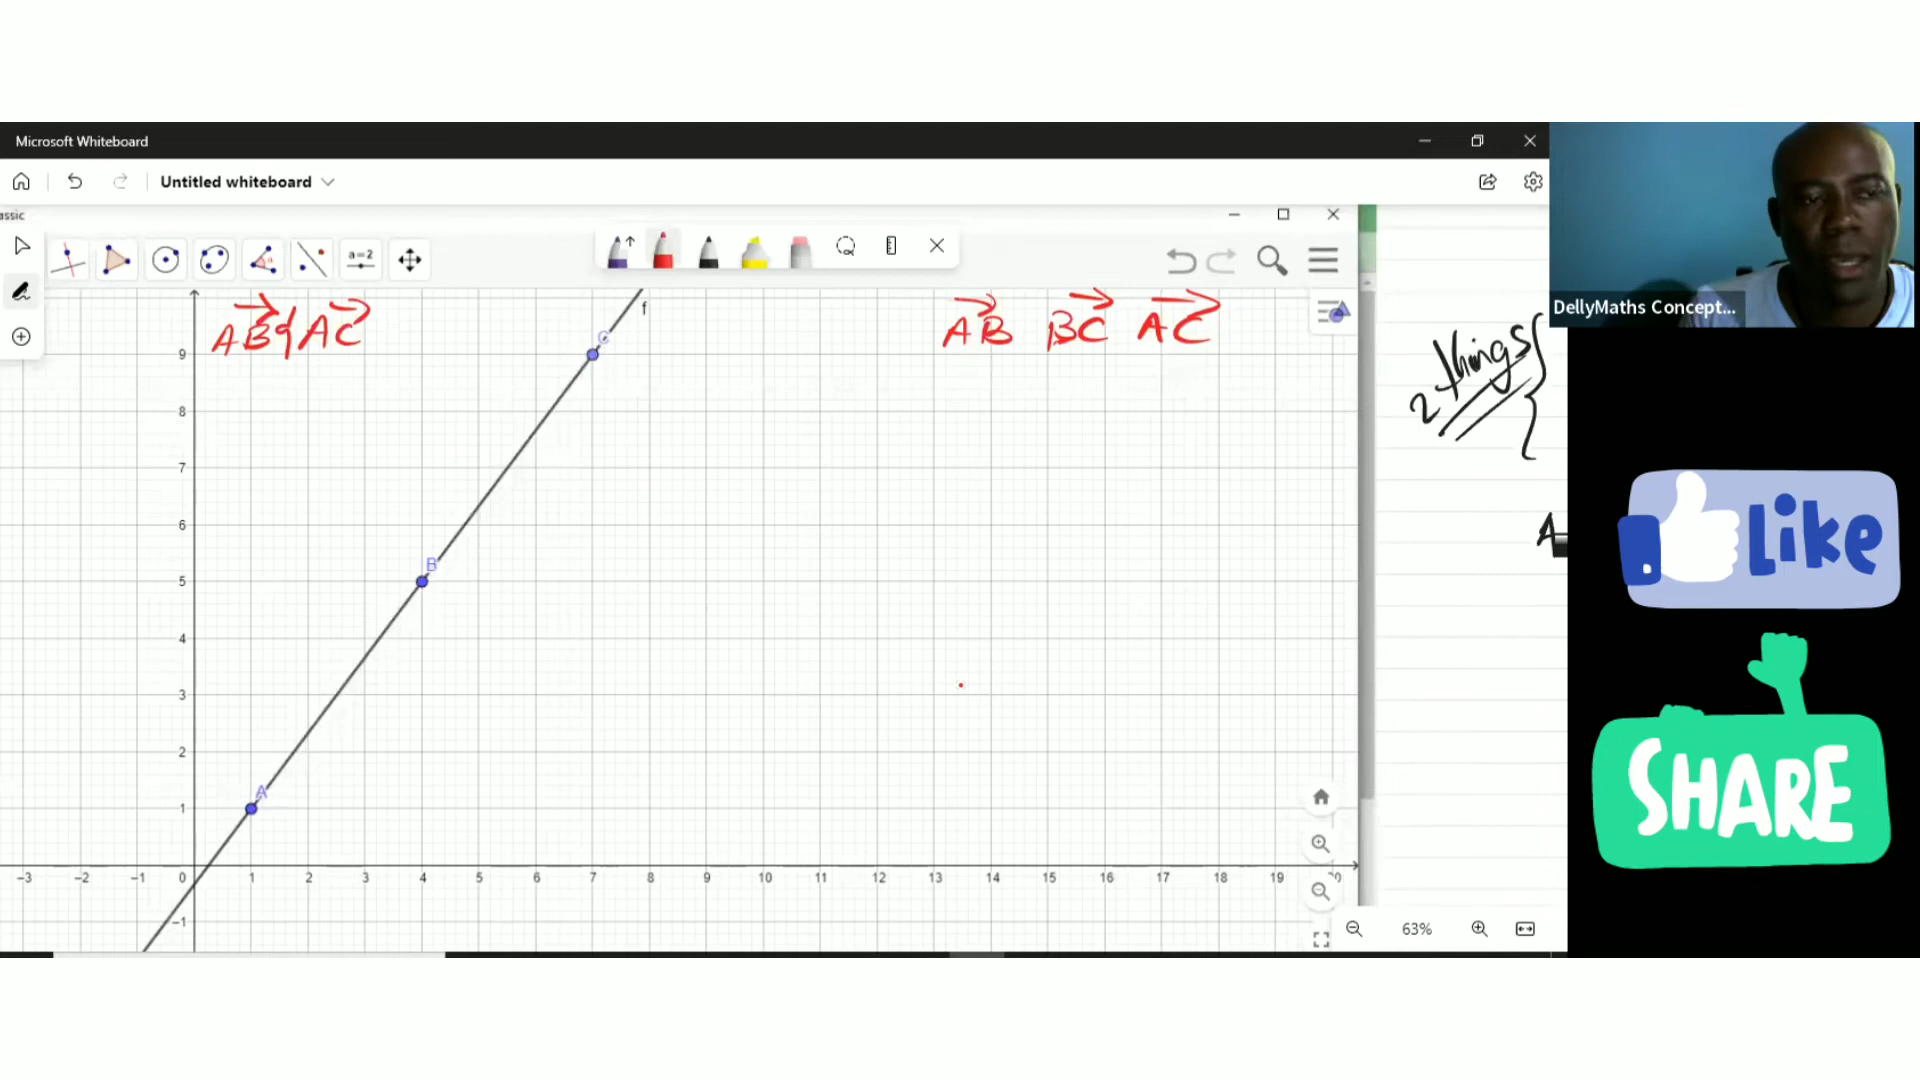 Microsoft Whiteboard
Untitled whiteboard
assic
a=2
AB & AC
f
AB BC AC
C
9
8
7
6
B
5
4
3
2
A
1
-3 -2 -1 0 1 2 3 4 5 6 7 8 9 10 11 12 13 14 15 16 17 18 19
-1
63%
2 things
A
DellyMaths Concept...
Like
SHARE